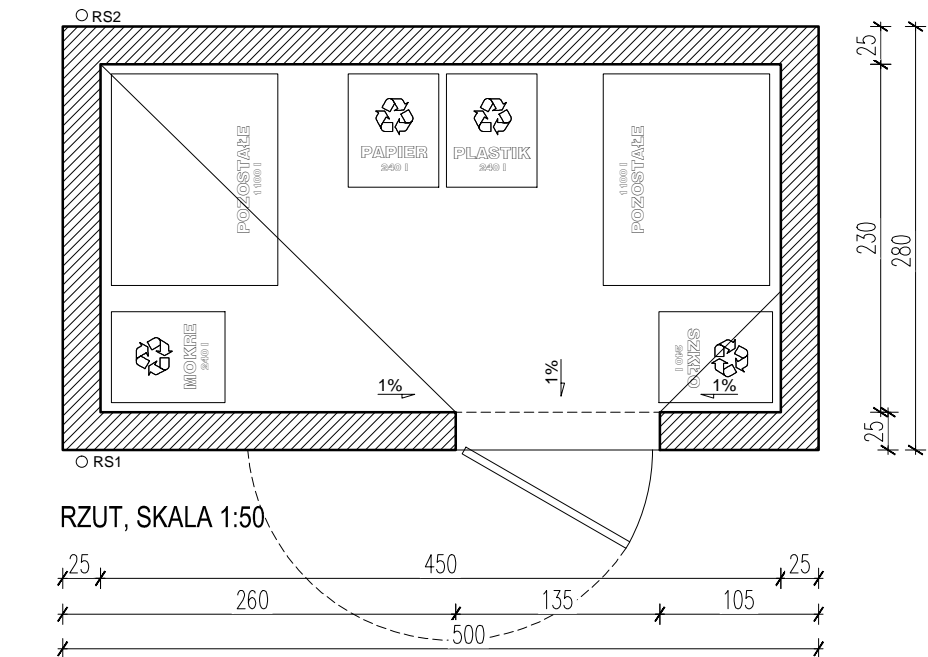 RS2
25
POZOSTAŁE
1100 l
PAPIER
240 l
PLASTIK
240 l
POZOSTAŁE
1100 l
230
280
MOKRE
240 l
SZKŁO
240 l
1%
1%
1%
25
RS1
RZUT, SKALA 1:50
25
450
25
260
135
105
500